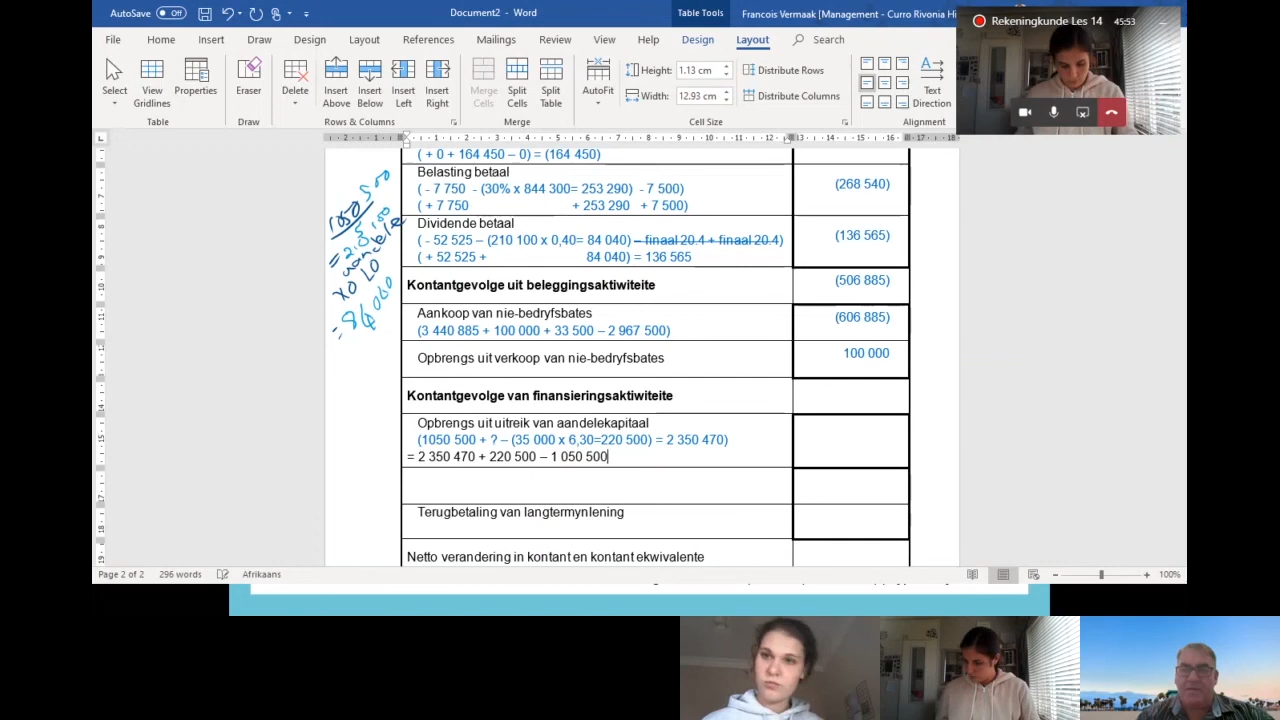 AutoSave Off Document2 - Word Table Tools Francois Vermaak [Management - Curro Rivonia Hi
Rekeningkunde Les 14 45:53
File Home Insert Draw Design Layout References Mailings Review View Help Design Layout Search
Select View Gridlines Properties Eraser Delete Insert Above Insert Below Insert Left Insert Right Merge Cells Split Cells Split Table AutoFit Height: 1.13 cm Distribute Rows Text Direction
Width: 12.93 cm Distribute Columns
Table Draw Rows & Columns Merge Cell Size Alignment
( + 0 + 164 450 – 0) = (164 450)
Belasting betaal
( - 7 750 - (30% x 844 300= 253 290) - 7 500) (268 540)
( + 7 750 + 253 290 + 7 500)
Dividende betaal
( - 52 525 – (210 100 x 0,40= 84 040) – finaal 20.4 + finaal 20.4) (136 565)
( + 52 525 + 84 040) = 136 565
Kontantgevolge uit beleggingsaktiwiteite (506 885)
Aankoop van nie-bedryfsbates (606 885)
(3 440 885 + 100 000 + 33 500 – 2 967 500)
Opbrengs uit verkoop van nie-bedryfsbates 100 000
Kontantgevolge van finansieringsaktiwiteite
Opbrengs uit uitreik van aandelekapitaal
(1050 500 + ? – (35 000 x 6,30=220 500) = 2 350 470)
= 2 350 470 + 220 500 – 1 050 500
Terugbetaling van langtermynlening
Netto verandering in kontant en kontant ekwivalente
Page 2 of 2 296 words Afrikaans 100%